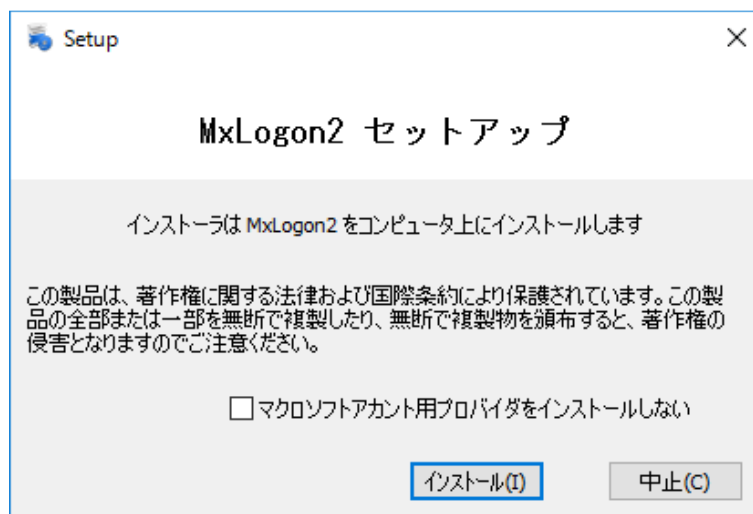 Setup
MxLogon2 セットアップ
インストーラは MxLogon2 をコンピュータ上にインストールします
この製品は、著作権に関する法律および国際条約により保護されています。この製
品の全部または一部を無断で複製したり、無断で複製物を頒布すると、著作権の
侵害となりますのでご注意ください。
マクロソフトアカント用プロバイダをインストールしない
インストール(I)
中止(C)